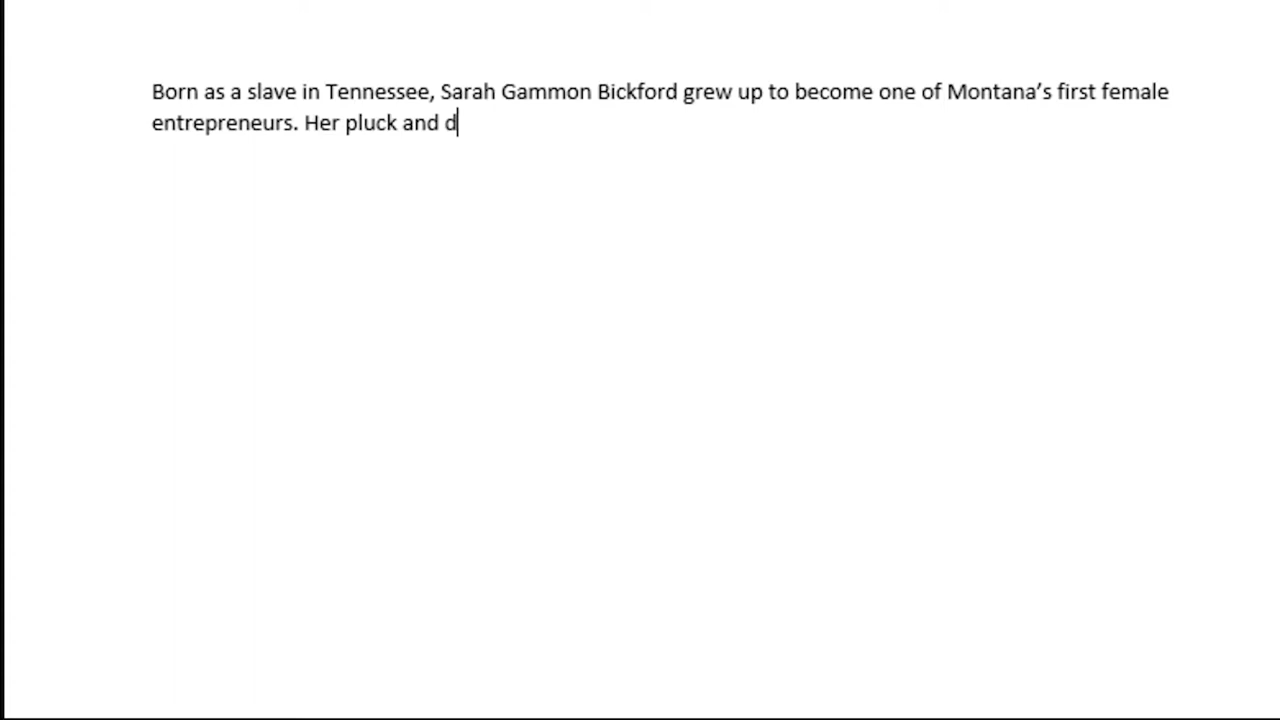 Born as a slave in Tennessee, Sarah Gammon Bickford grew up to become one of Montana’s first female
entrepreneurs. Her pluck and d